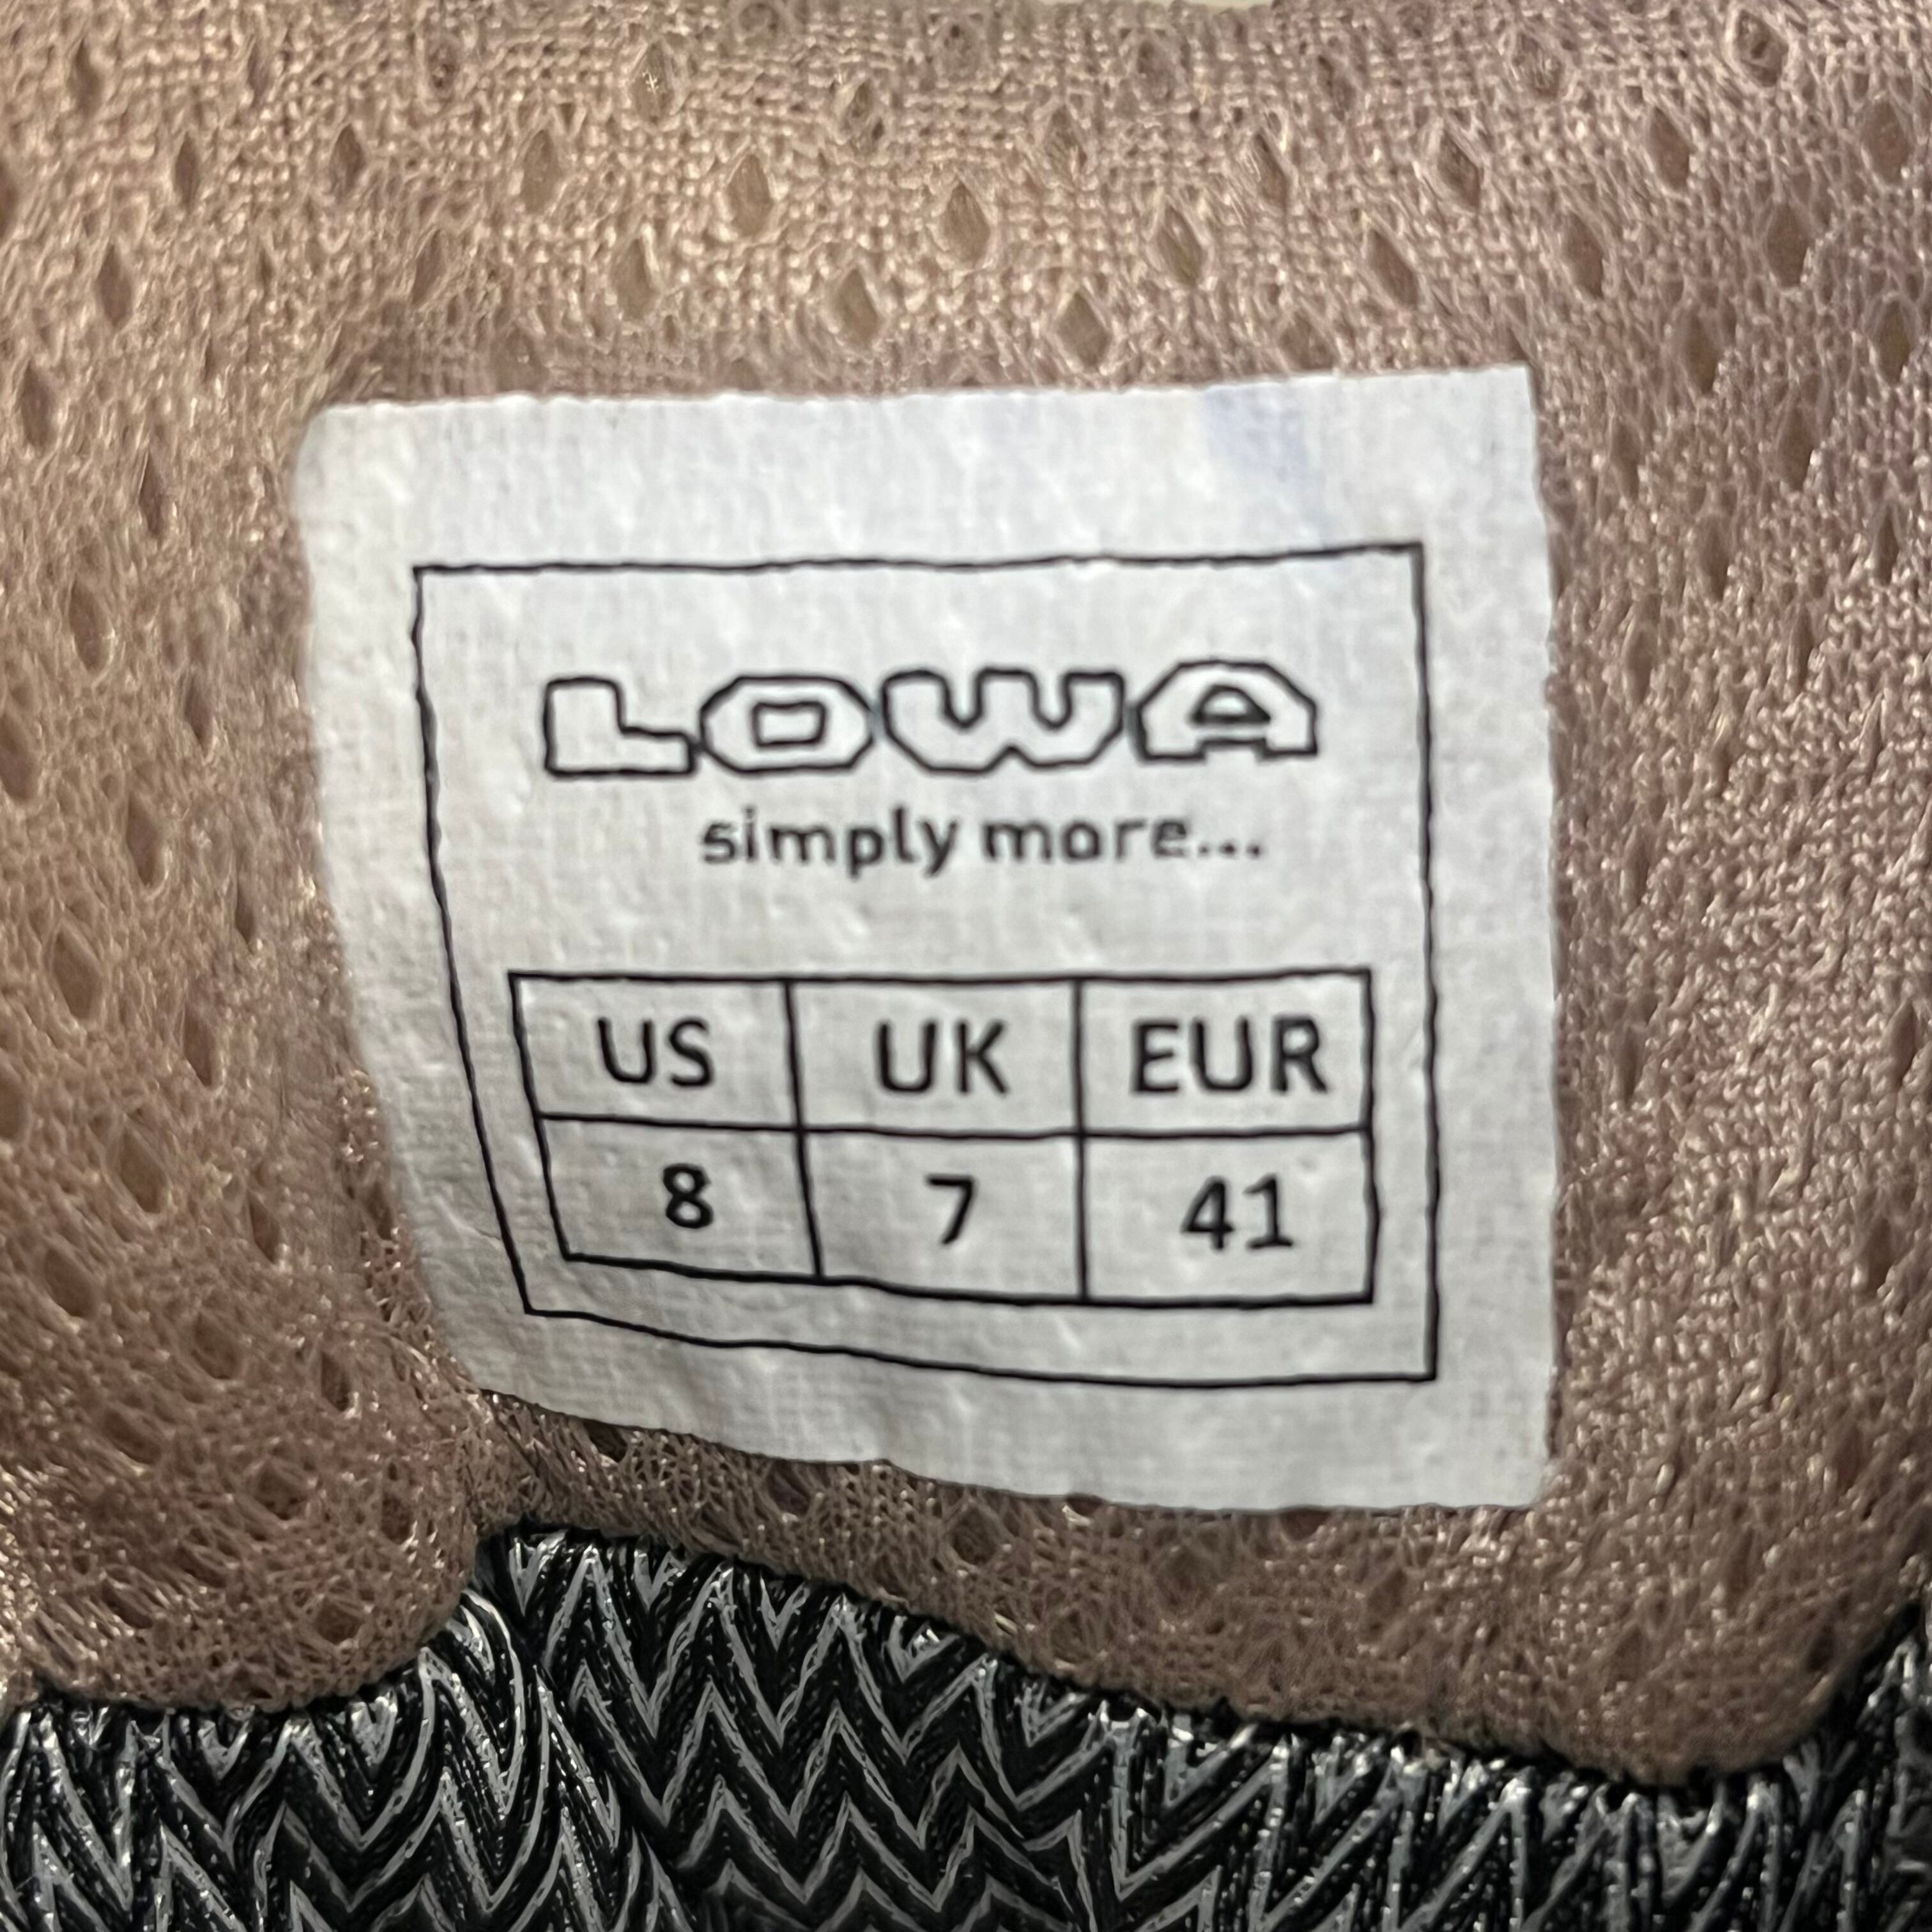 LOWA
simply more...
US UK EUR
8 7 41